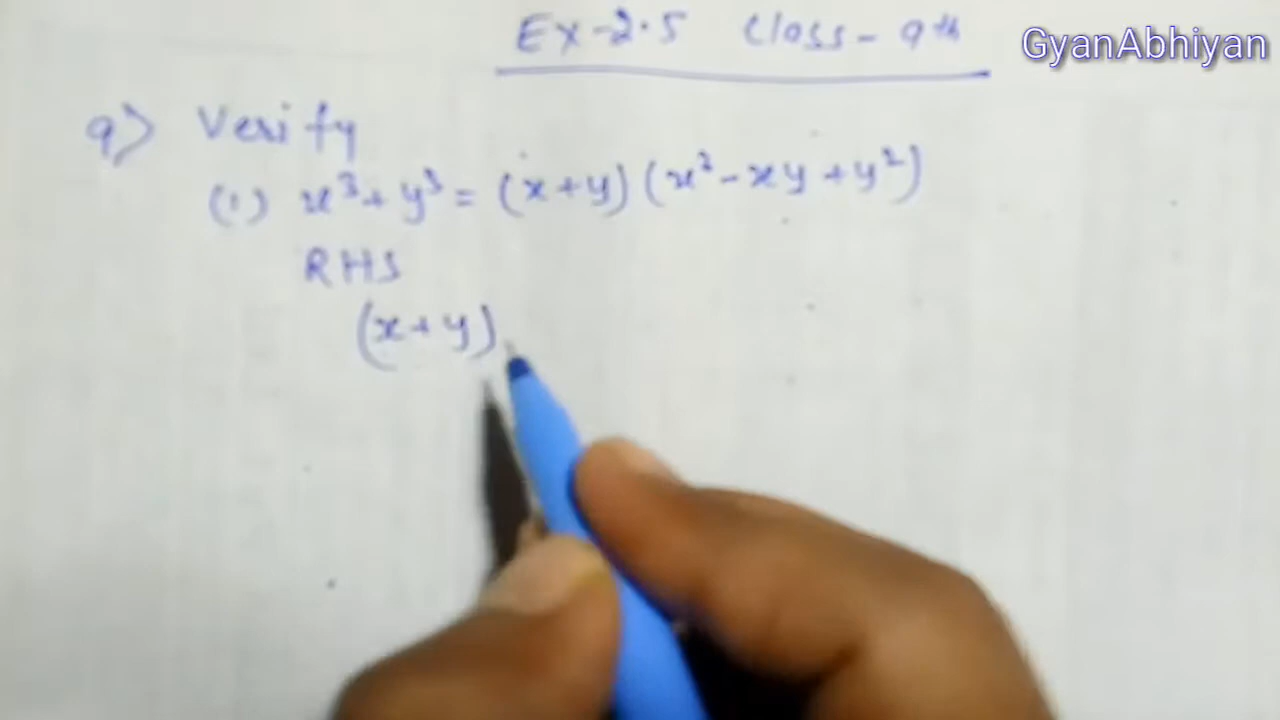 Ex-2.5 Class-9th
GyanAbhiyan
9) Verify
(i) x³+y³=(x+y)(x²-xy+y²)
RHS
(x+y)